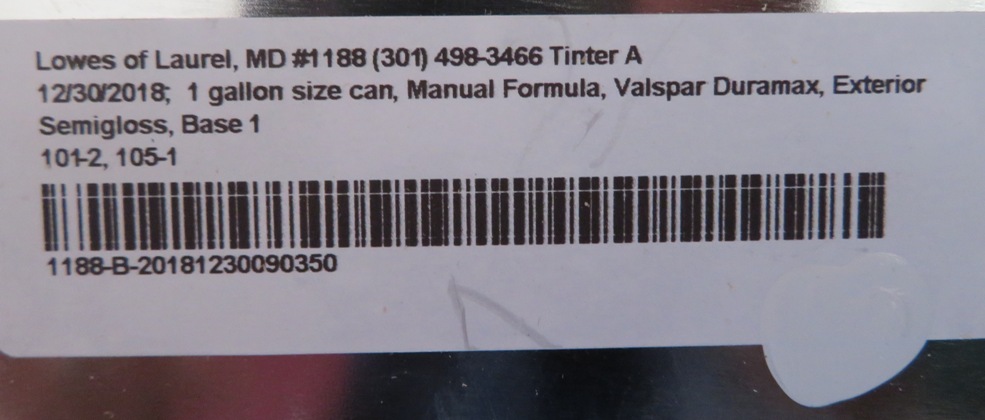 Lowes of Laurel, MD #1188 (301) 498-3466 Tinter A
12/30/2018; 1 gallon size can, Manual Formula, Valspar Duramax, Exterior
Semigloss, Base 1
101-2, 105-1
1188-B-20181230090350